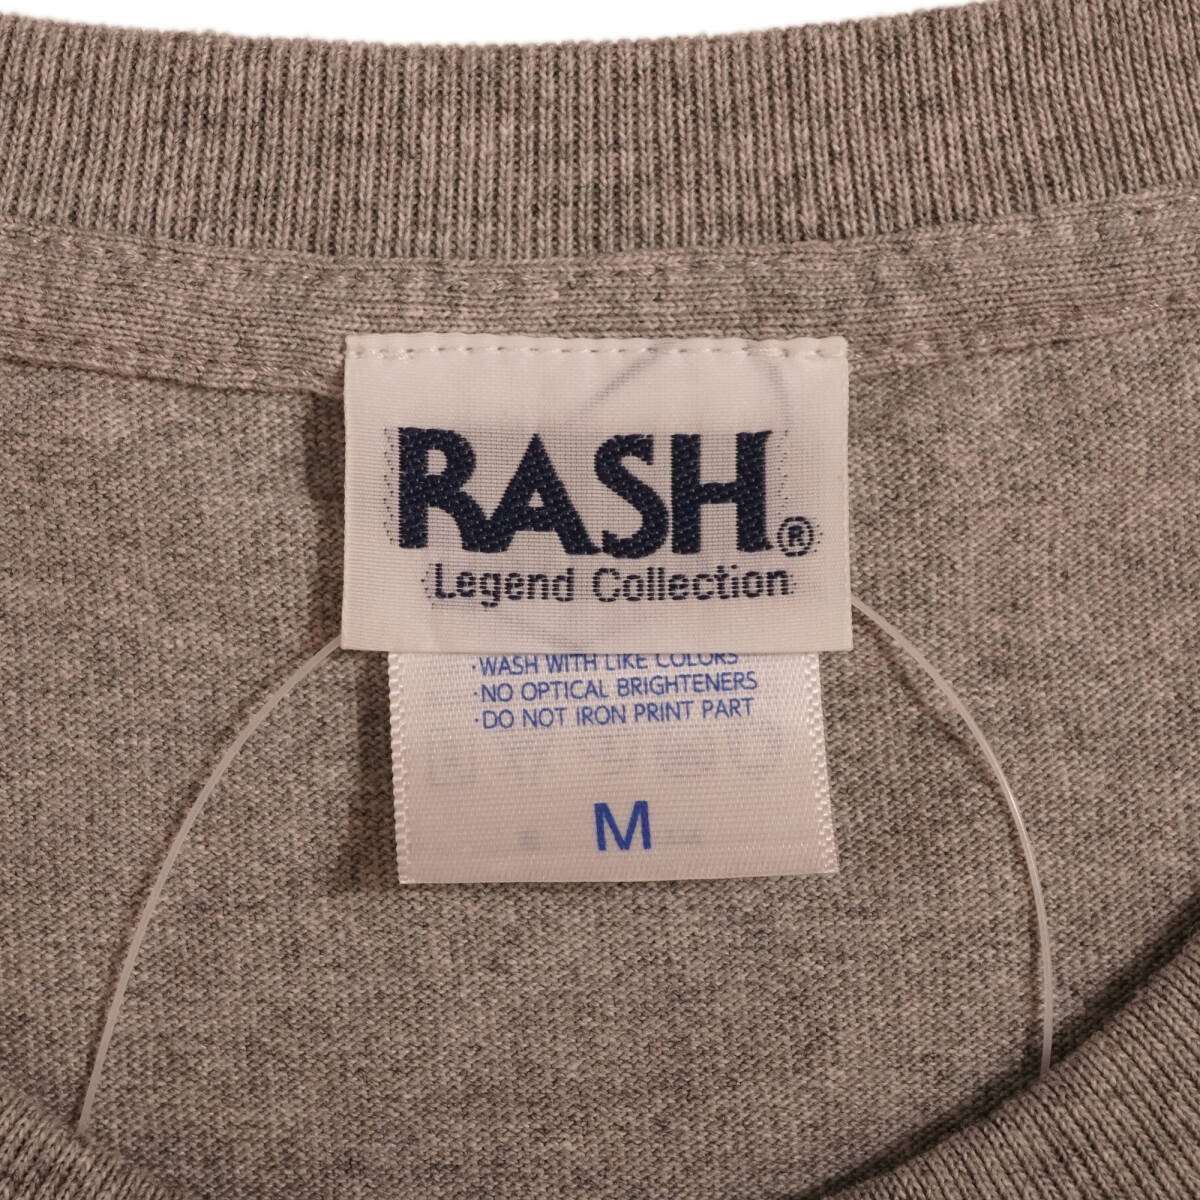 RASH®
Legend Collection
·WASH WITH LIKE COLORS
·NO OPTICAL BRIGHTENERS
·DO NOT IRON PRINT PART
M